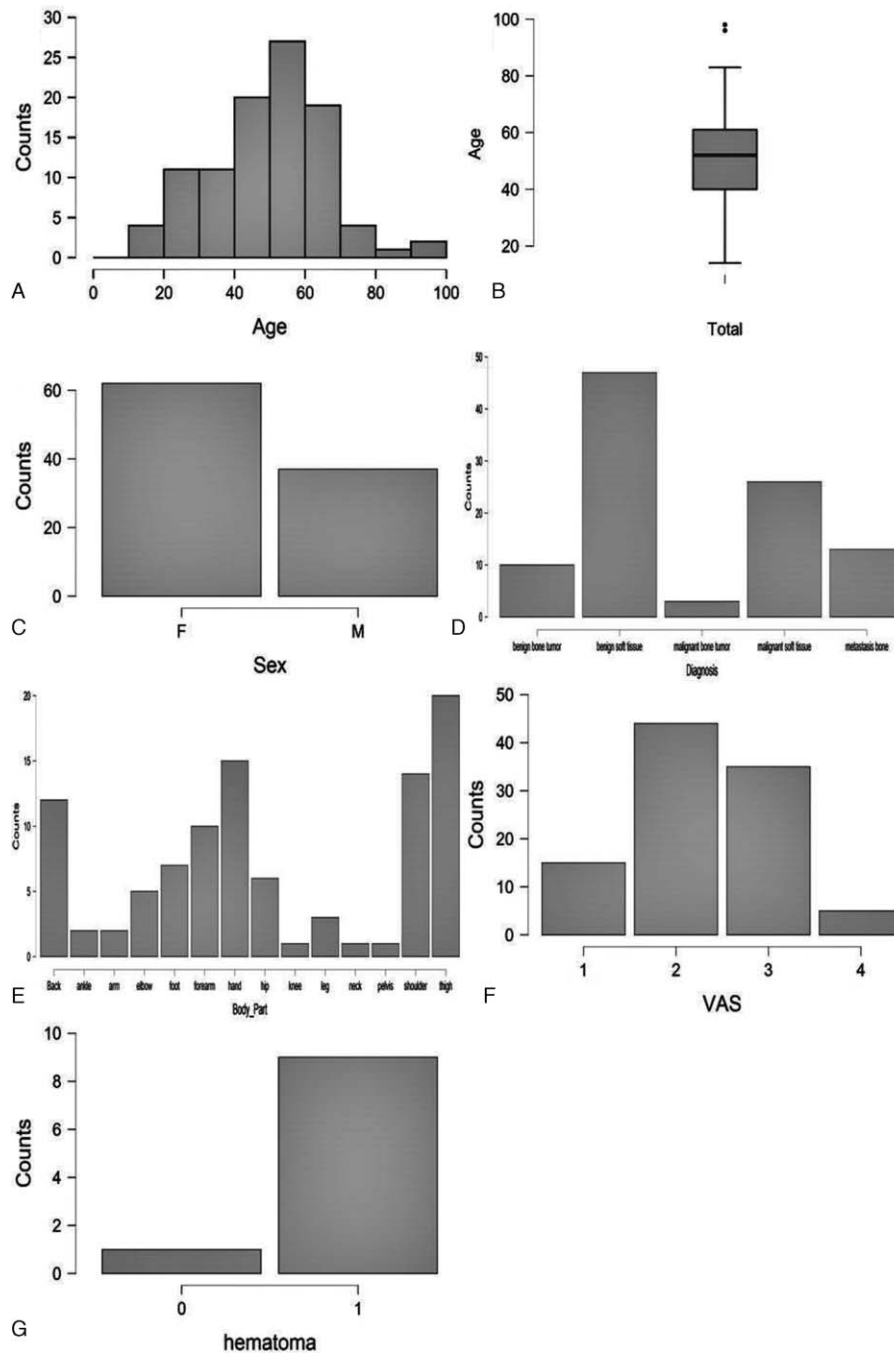 30
25
20
15
10
5
0
Counts
0 20 40 60 80 100
Age
A
100
80
60
40
20
Age
Total
B
60
40
20
0
Counts
F M
Sex
C
50
40
30
20
10
0
Counts
benign bone tumor benign soft tissue malignant bone tumor malignant soft tissue metastasis bone
Diagnosis
D
20
15
10
5
0
Counts
Back ankle arm elbow foot forearm hand hip knee leg neck pelvis shoulder thigh
Body_Part
E
50
40
30
20
10
0
Counts
1 2 3 4
VAS
F
10
8
6
4
2
0
Counts
0 1
hematoma
G